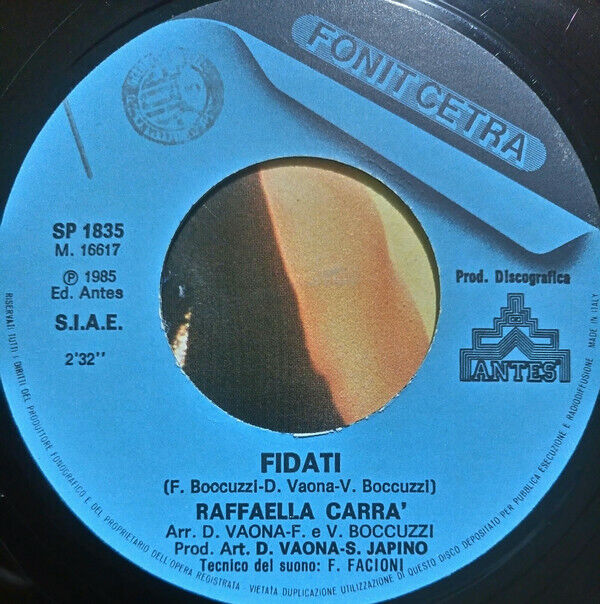 FONIT CETRA
SP 1835
M. 16617
℗ 1985
Ed. Antes
S.I.A.E.
2'32''
Prod. Discografica
ANTES
FIDATI
(F. Boccuzzi-D. Vaona-V. Boccuzzi)
RAFFAELLA CARRA'
Arr. D. VAONA-F. e V. BOCCUZZI
Prod. Art. D. VAONA-S. JAPINO
Tecnico del suono: F. FACIONI
RISERVATI TUTTI I DIRITTI DEL PRODUTTORE FONOGRAFICO E DEL PROPRIETARIO DELL'OPERA REGISTRATA - VIETATA DUPLICAZIONE UTILIZZAZIONE DI QUESTO DISCO DEPOSITATO PER PUBBLICA ESECUZIONE E RADIODIFFUSIONE. MADE IN ITALY